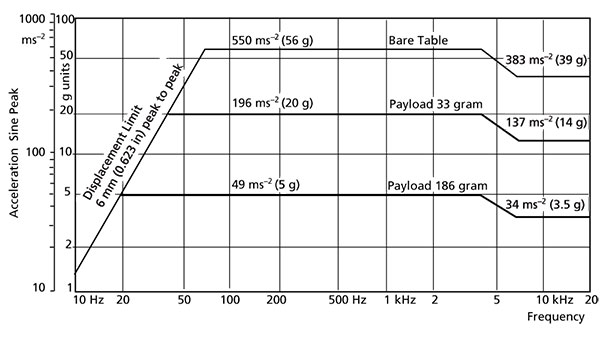 1000
ms⁻²
100
10
Acceleration Sine Peak
100
50
20
10
5
2
1
g units
Displacement Limit
6 mm (0.623 in) peak to peak
550 ms⁻² (56 g)
Bare Table
383 ms⁻² (39 g)
196 ms⁻² (20 g)
Payload 33 gram
137 ms⁻² (14 g)
49 ms⁻² (5 g)
Payload 186 gram
34 ms⁻² (3.5 g)
10 Hz 20 50 100 200 500 Hz 1 kHz 2 5 10 kHz 20
Frequency